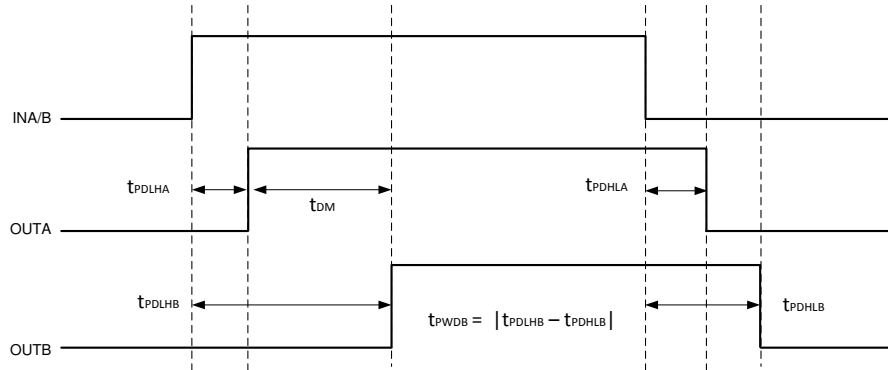 INA/B
tPDLHA
tDM
tPDHLA
OUTA
tPDLHB
tPWDB = |tPDLHB – tPDHLB|
tPDHLB
OUTB